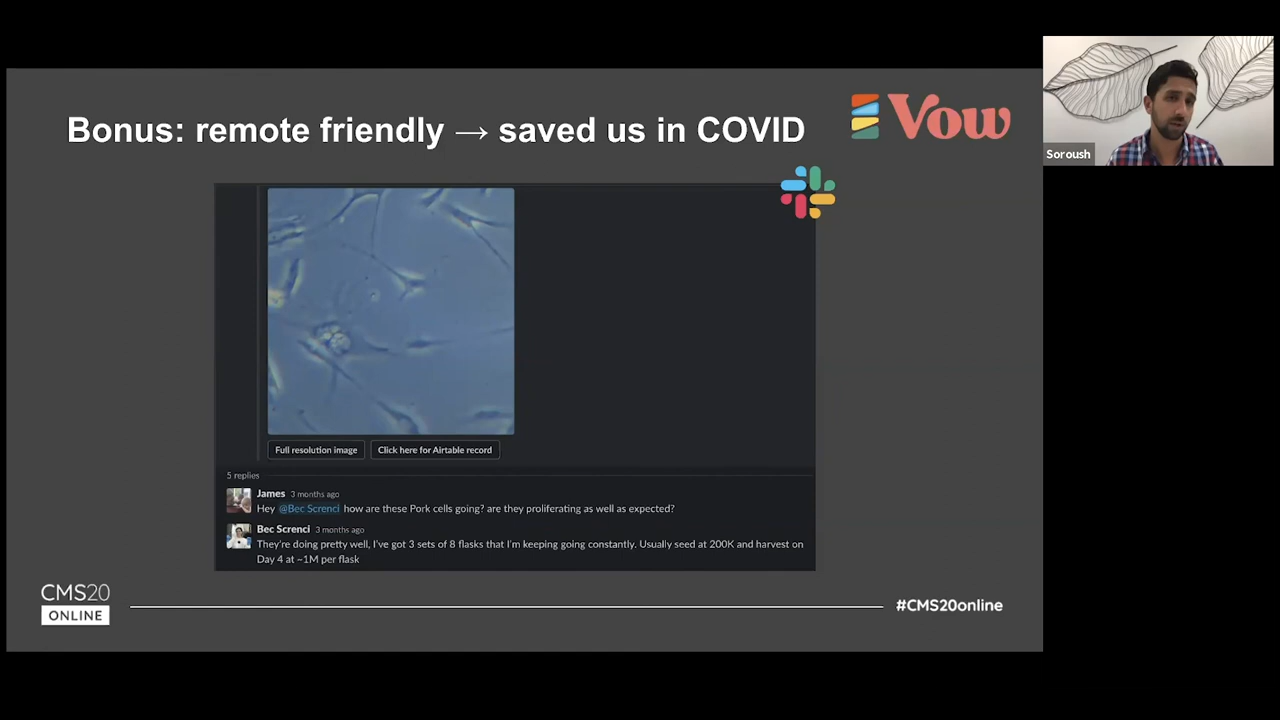 Bonus: remote friendly → saved us in COVID
Vow
Soroush
Full resolution image
Click here for Airtable record
5 replies
James 3 months ago
Hey @Bec Screnci how are these Pork cells going? are they proliferating as well as expected?
Bec Screnci 3 months ago
They're doing pretty well, I've got 3 sets of 8 flasks that I'm keeping going constantly. Usually seed at 200K and harvest on
Day 4 at ~1M per flask
CMS20
ONLINE
#CMS20online